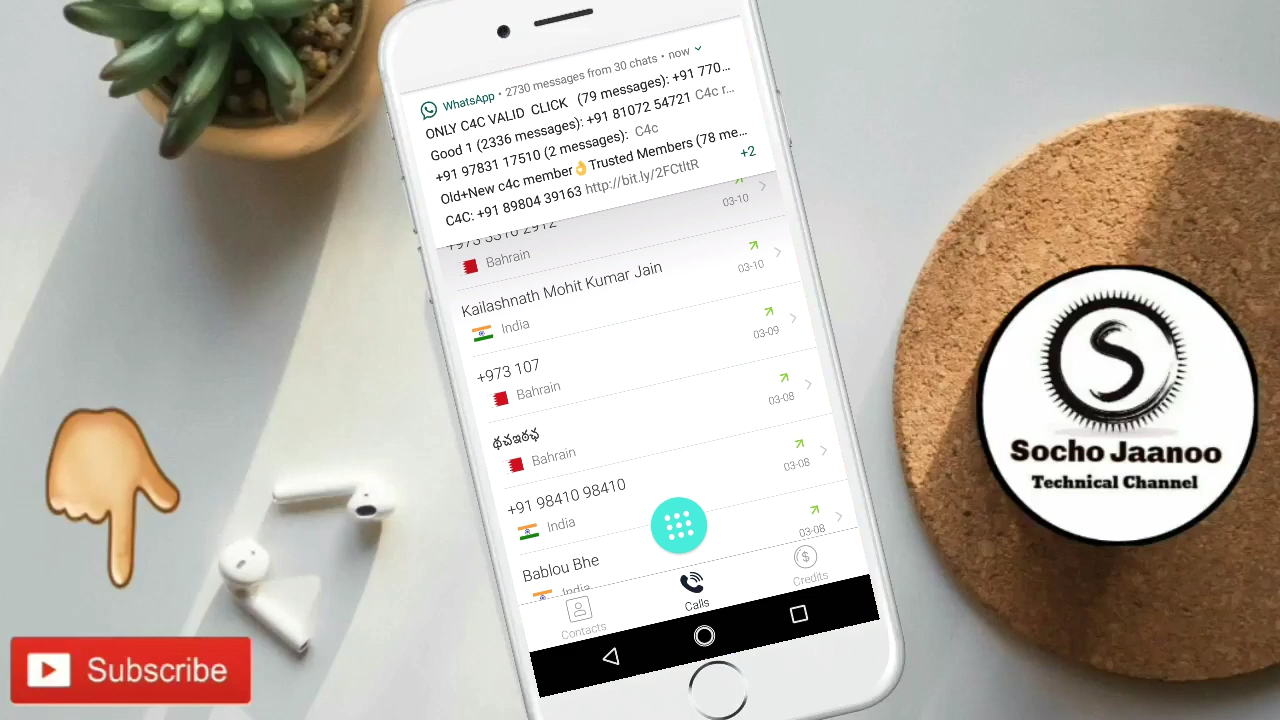 WhatsApp • 2730 messages from 30 chats • now
ONLY C4C VALID CLICK (79 messages): +91 770...
Good 1 (2336 messages): +91 81072 54721 C4c r...
+91 97831 17510 (2 messages): C4c
Old+New c4c member👌Trusted Members (78 me...
C4C: +91 89804 39163 http://bit.ly/2FCtItR
+2
03-10
Bahrain
Kailashnath Mohit Kumar Jain
India
03-10
+973 107
Bahrain
03-09
Bahrain
03-08
+91 98410 98410
India
03-08
Bablou Bhe
India
03-08
Contacts
Calls
Credits
Socho Jaanoo
Technical Channel
Subscribe